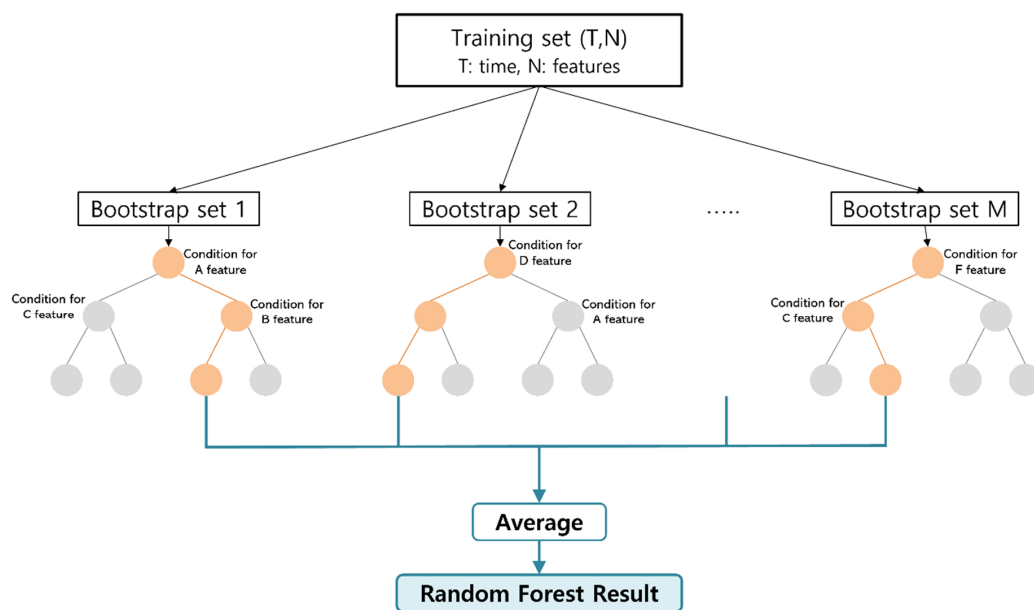 Training set (T,N)
T: time, N: features
Bootstrap set 1
Bootstrap set 2
.....
Bootstrap set M
Condition for
A feature
Condition for
D feature
Condition for
F feature
Condition for
C feature
Condition for
B feature
Condition for
A feature
Condition for
C feature
Average
Random Forest Result